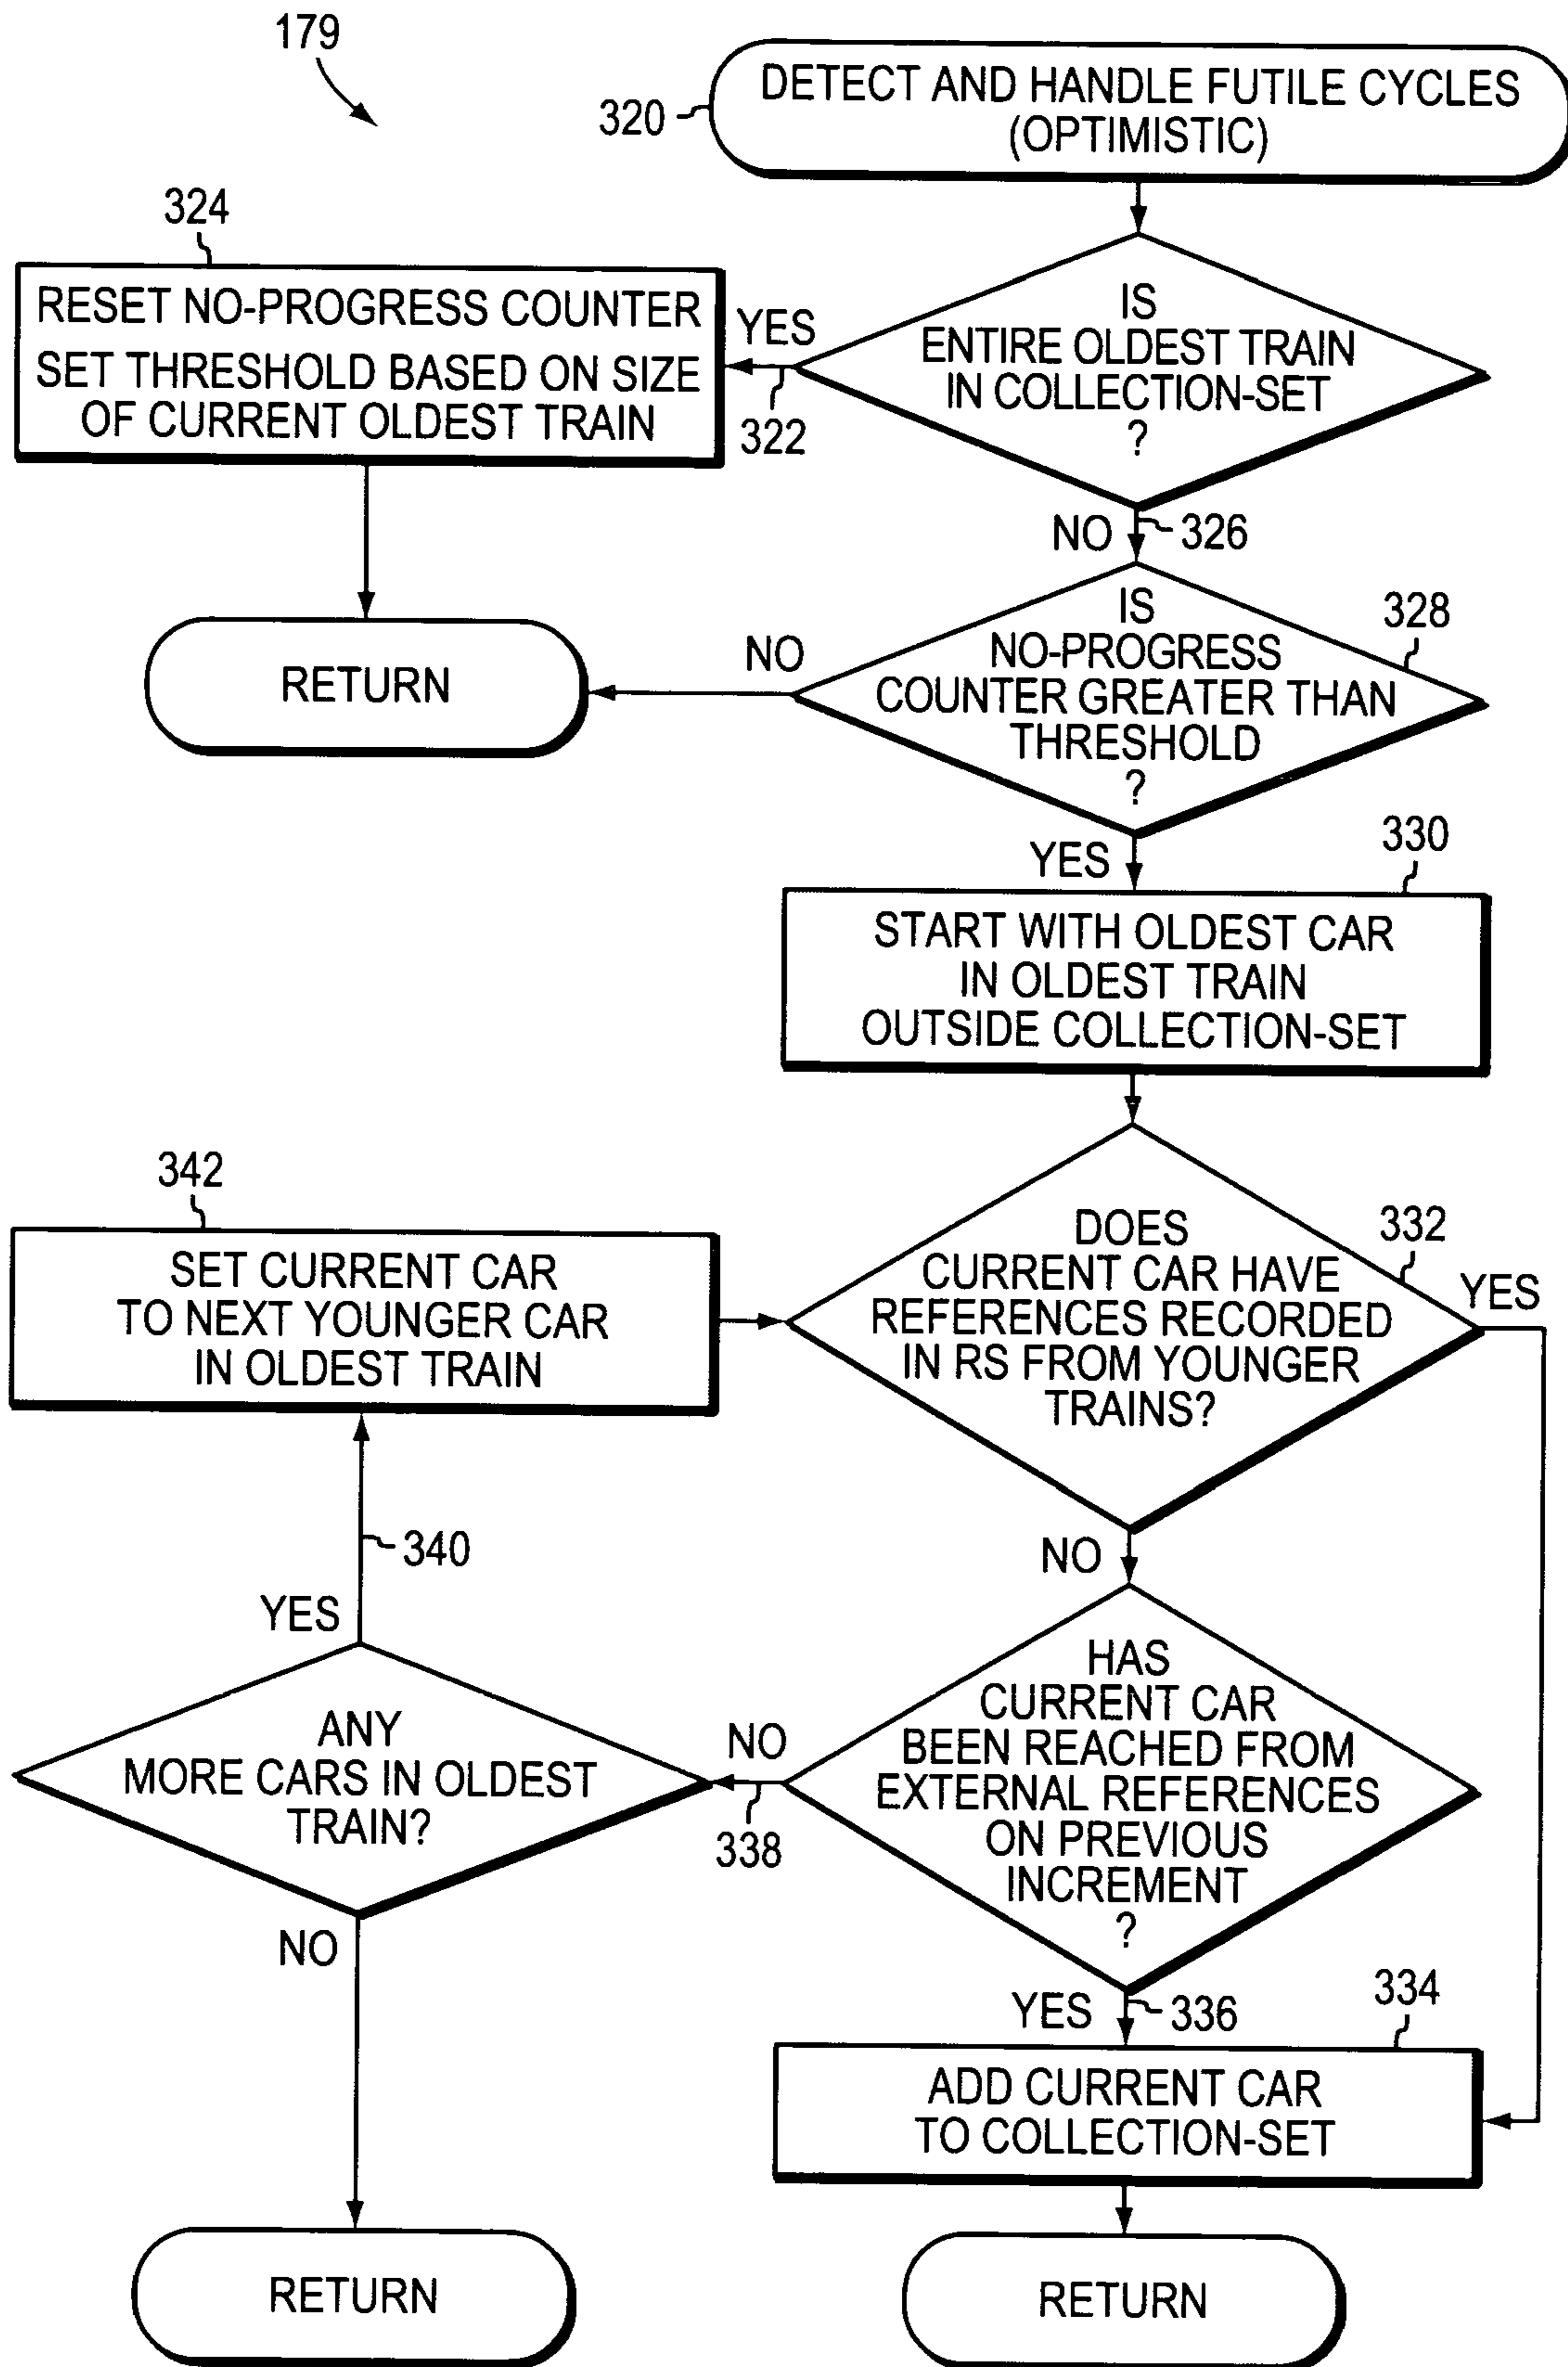 179
DETECT AND HANDLE FUTILE CYCLES
(OPTIMISTIC)
320
324
RESET NO-PROGRESS COUNTER
SET THRESHOLD BASED ON SIZE
OF CURRENT OLDEST TRAIN
YES
322
IS
ENTIRE OLDEST TRAIN
IN COLLECTION-SET
?
NO
326
RETURN
NO
IS
NO-PROGRESS
COUNTER GREATER THAN
THRESHOLD
?
328
YES
330
START WITH OLDEST CAR
IN OLDEST TRAIN
OUTSIDE COLLECTION-SET
342
SET CURRENT CAR
TO NEXT YOUNGER CAR
IN OLDEST TRAIN
DOES
CURRENT CAR HAVE
REFERENCES RECORDED
IN RS FROM YOUNGER
TRAINS?
332
YES
340
YES
NO
ANY
MORE CARS IN OLDEST
TRAIN?
NO
338
HAS
CURRENT CAR
BEEN REACHED FROM
EXTERNAL REFERENCES
ON PREVIOUS
INCREMENT
?
NO
YES
336
334
ADD CURRENT CAR
TO COLLECTION-SET
RETURN
RETURN